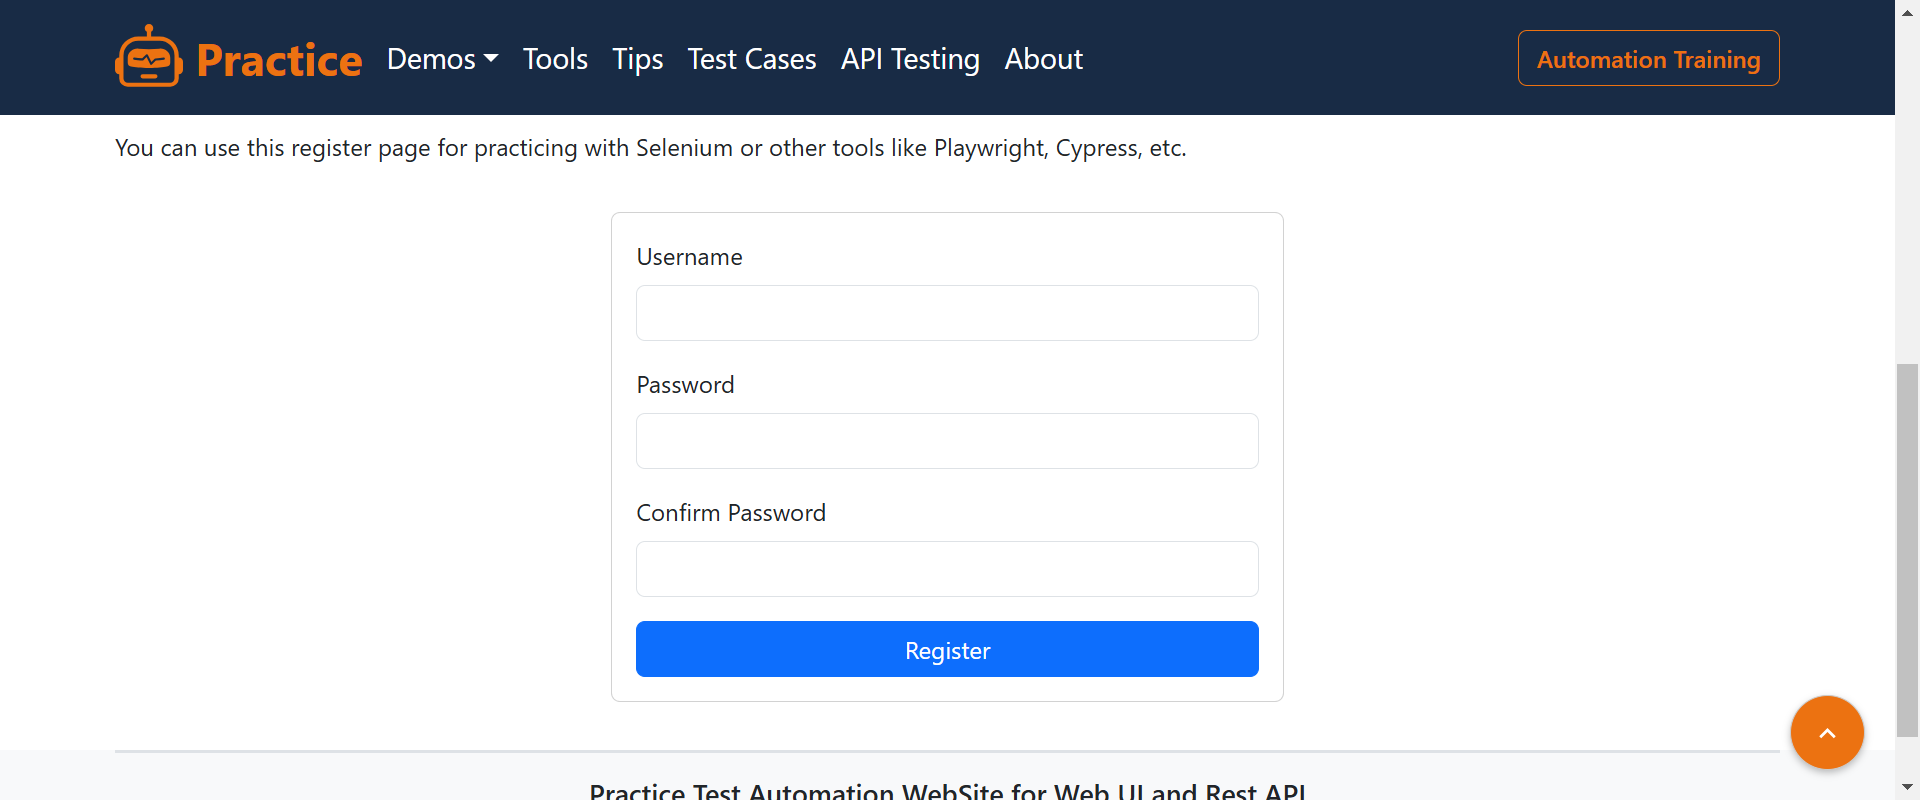 Practice Demos Tools Tips Test Cases API Testing About Automation Training
You can use this register page for practicing with Selenium or other tools like Playwright, Cypress, etc.
Username
Password
Confirm Password
Register
Practice Test Automation WebSite for Web UI and Rest API